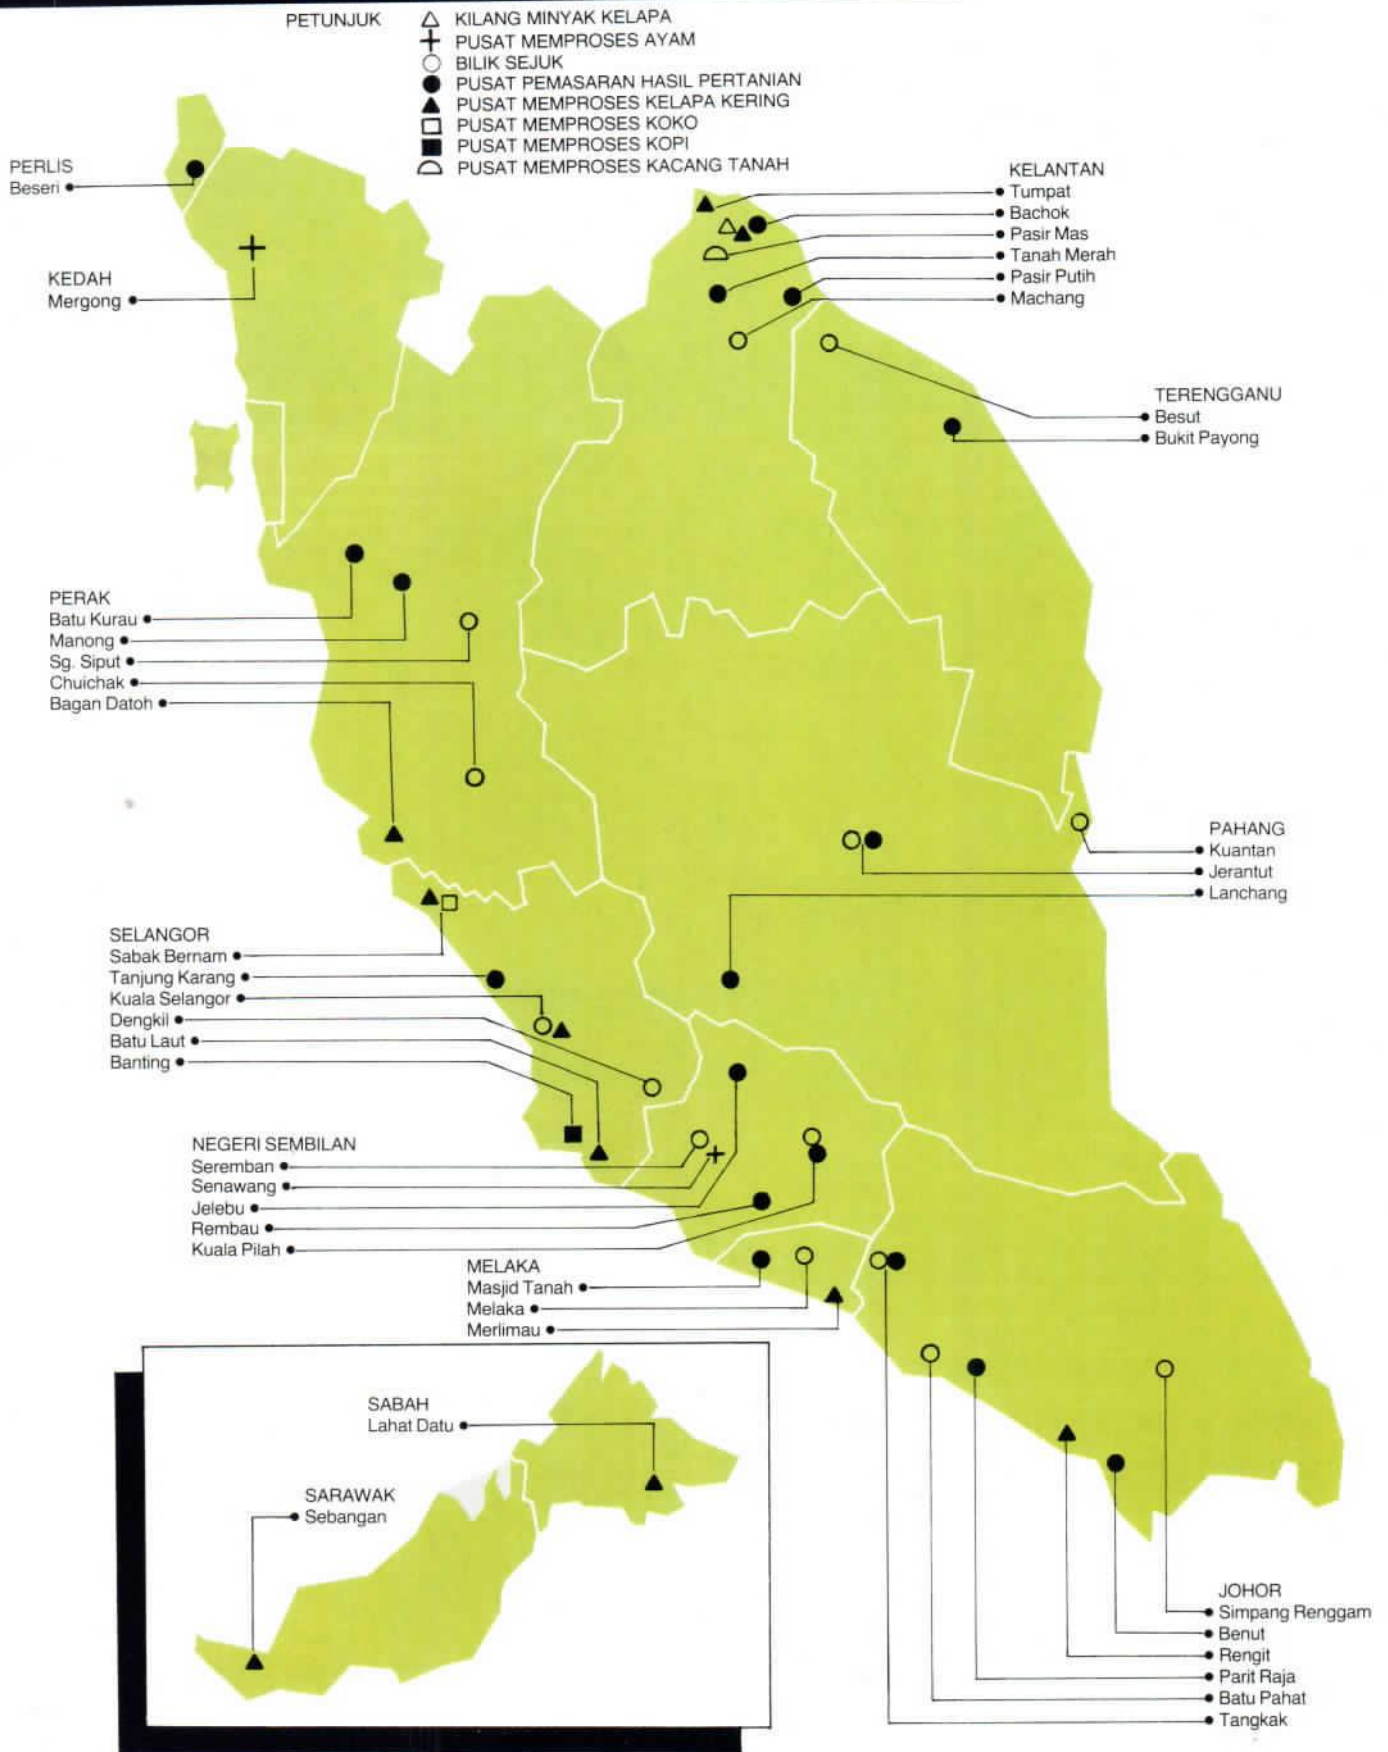 PETUNJUK
KILANG MINYAK KELAPA
PUSAT MEMPROSES AYAM
BILIK SEJUK
PUSAT PEMASARAN HASIL PERTANIAN
PUSAT MEMPROSES KELAPA KERING
PUSAT MEMPROSES KOKO
PUSAT MEMPROSES KOPI
PUSAT MEMPROSES KACANG TANAH
PERLIS
Beseri
KEDAH
Mergong
KELANTAN
Tumpat
Bachok
Pasir Mas
Tanah Merah
Pasir Putih
Machang
TERENGGANU
Besut
Bukit Payong
PERAK
Batu Kurau
Manong
Sg. Siput
Chuichak
Bagan Datoh
PAHANG
Kuantan
Jerantut
Lanchang
SELANGOR
Sabak Bernam
Tanjung Karang
Kuala Selangor
Dengkil
Batu Laut
Banting
NEGERI SEMBILAN
Seremban
Senawang
Jelebu
Rembau
Kuala Pilah
MELAKA
Masjid Tanah
Melaka
Merlimau
SABAH
Lahat Datu
SARAWAK
Sebangan
JOHOR
Simpang Renggam
Benut
Rengit
Parit Raja
Batu Pahat
Tangkak